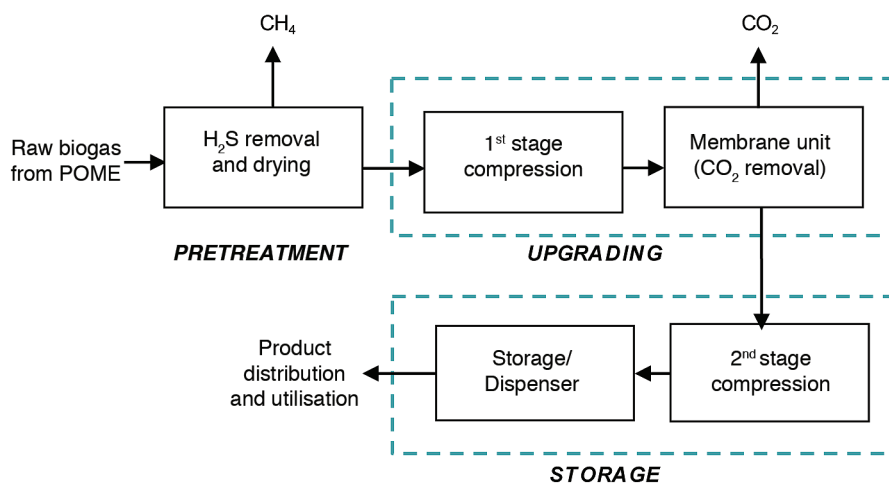 CH₄
CO₂
Raw biogas
from POME
H₂S removal
and drying
1ˢᵗ stage
compression
Membrane unit
(CO₂ removal)
PRETREATMENT
UPGRADING
Product
distribution
and utilisation
Storage/
Dispenser
2ⁿᵈ stage
compression
STORAGE